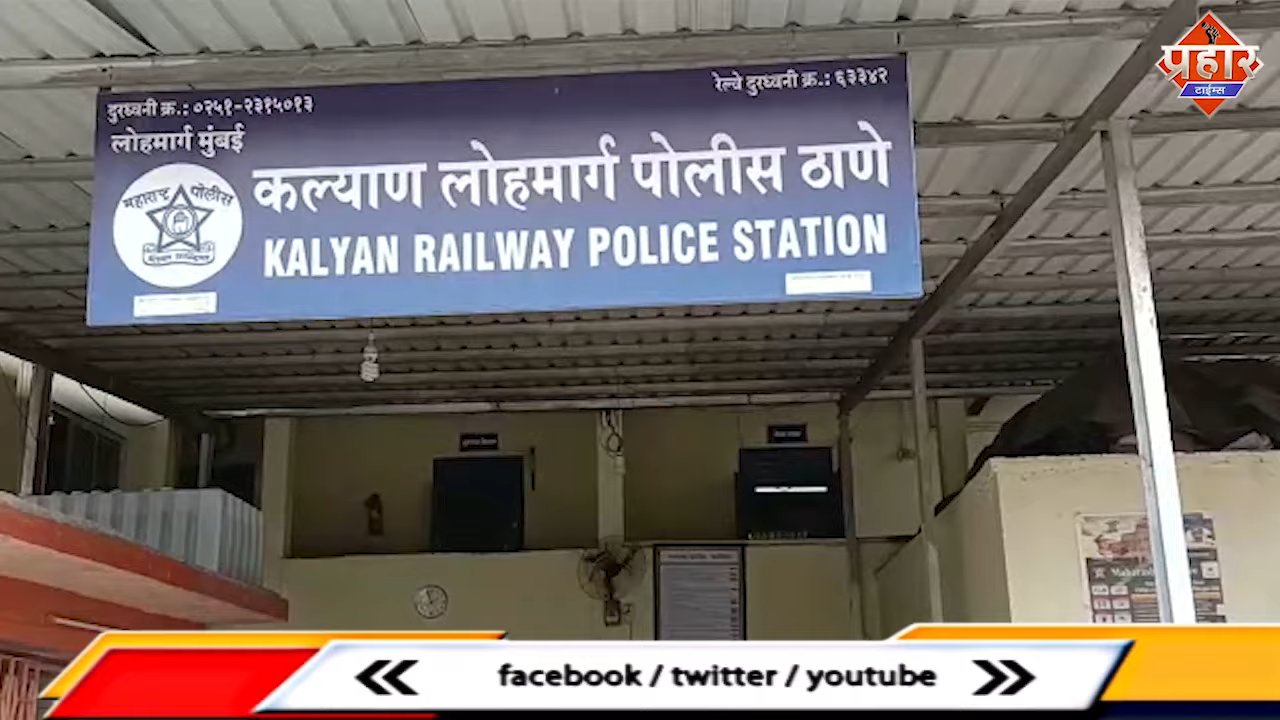 प्रहार
टाईम्स
दुरध्वनी क्र.: ०२५१-२३१५०१३
रेल्वे दुरध्वनी क्र.: ६३३४२
लोहमार्ग मुंबई
महाराष्ट्र पोलीस
कल्याण लोहमार्ग पोलीस ठाणे
KALYAN RAILWAY POLICE STATION
facebook / twitter / youtube